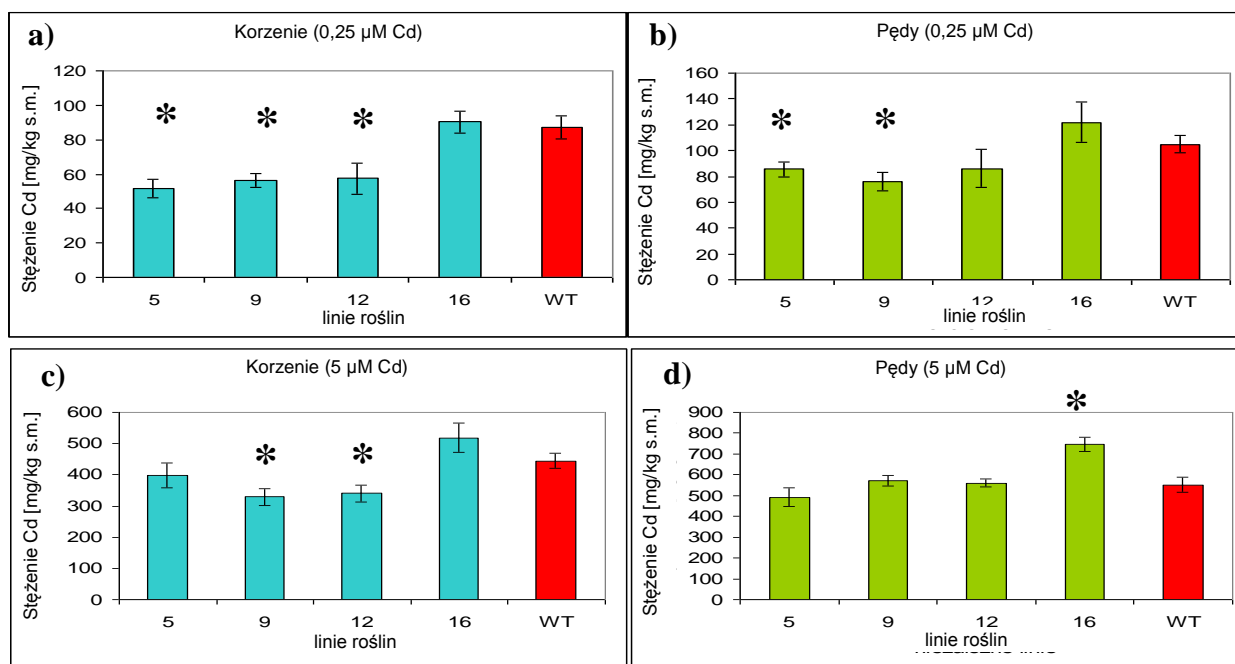 a)
Korzenie (0,25 µM Cd)
Stężenie Cd [mg/kg s.m.]
120
100
80
60
40
20
0
* * *
5 9 12 16 WT
linie roślin
b)
Pędy (0,25 µM Cd)
Stężenie Cd [mg/kg s.m.]
160
140
120
100
80
60
40
20
0
* *
5 9 12 16 WT
linie roślin
c)
Korzenie (5 µM Cd)
Stężenie Cd [mg/kg s.m.]
600
500
400
300
200
100
0
* *
5 9 12 16 WT
linie roślin
d)
Pędy (5 µM Cd)
Stężenie Cd [mg/kg s.m.]
900
800
700
600
500
400
300
200
100
0
*
5 9 12 16 WT
linie roślin